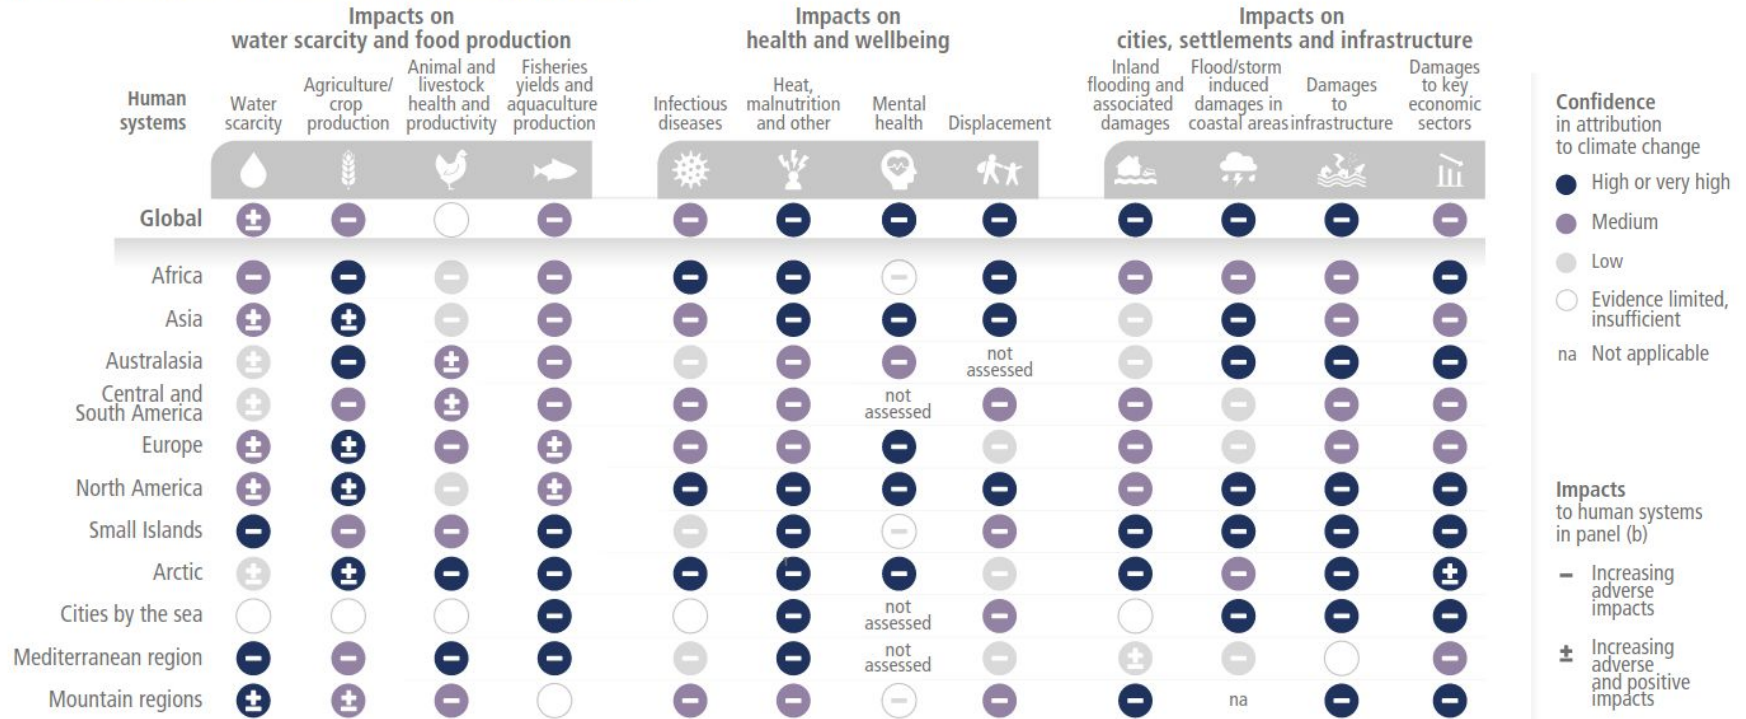 Impacts on
water scarcity and food production
Impacts on
health and wellbeing
Impacts on
cities, settlements and infrastructure
Human
systems
Water
scarcity
Agriculture/
crop
production
Animal and
livestock
health and
productivity
Fisheries
yields and
aquaculture
production
Infectious
diseases
Heat,
malnutrition
and other
Mental
health
Displacement
Inland
flooding and
associated
damages
Flood/storm
induced
damages in
coastal areas
Damages
to
infrastructure
Damages
to key
economic
sectors
Global
± − − − − − − − − − −
Africa
− − − − − − − − − − − −
Asia
± ± − − − − − − − − − −
Australasia
± − ± − − − − not
assessed
− − − −
Central and
South America
± − ± − − − not
assessed
− − − − −
Europe
± ± − ± − − − − − − − −
North America
± ± − ± − − − − − − − −
Small Islands
− − − − − − − − − − − −
Arctic
± ± − − − − − − − − − ±
Cities by the sea
− − not
assessed
− − − −
Mediterranean region
− − − − − − not
assessed
− ± − −
Mountain regions
± ± − − − − − − na − −
Confidence
in attribution
to climate change
High or very high
Medium
Low
Evidence limited,
insufficient
na Not applicable
Impacts
to human systems
in panel (b)
− Increasing
adverse
impacts
± Increasing
adverse
and positive
impacts